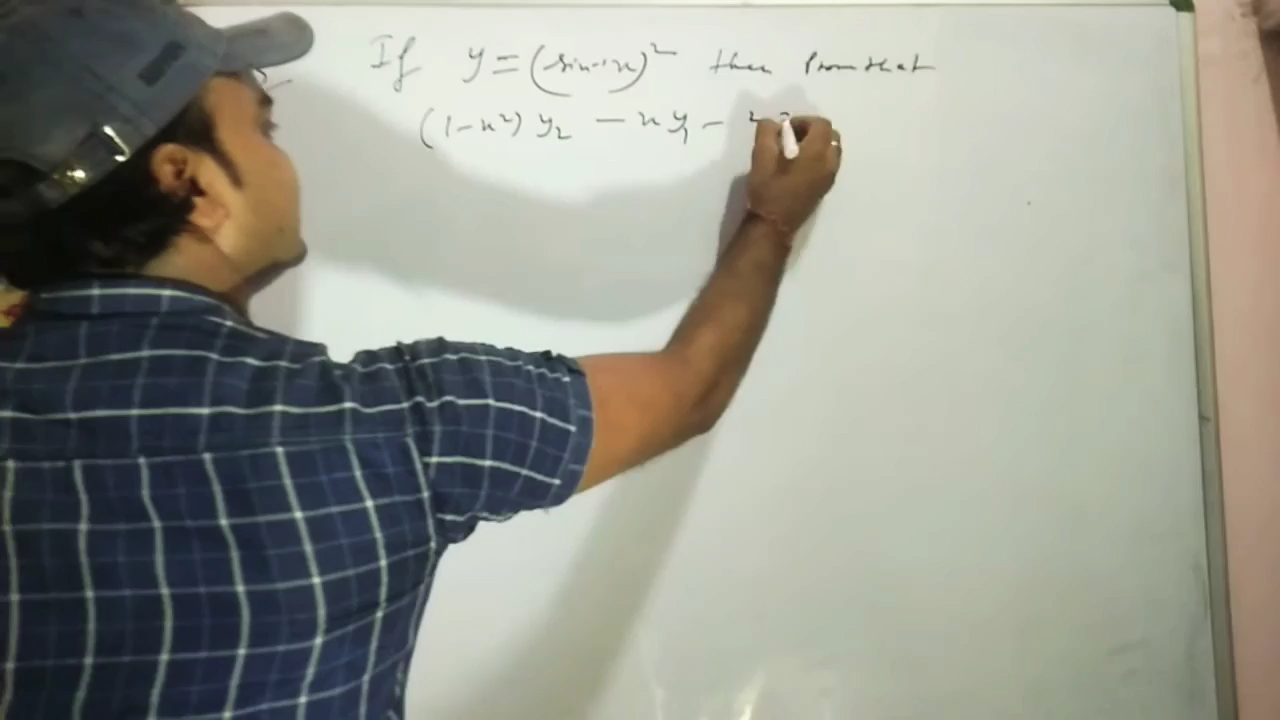 If y = (sin⁻¹x)² then Prove that
(1-x²) y₂ - x y₁ - 2